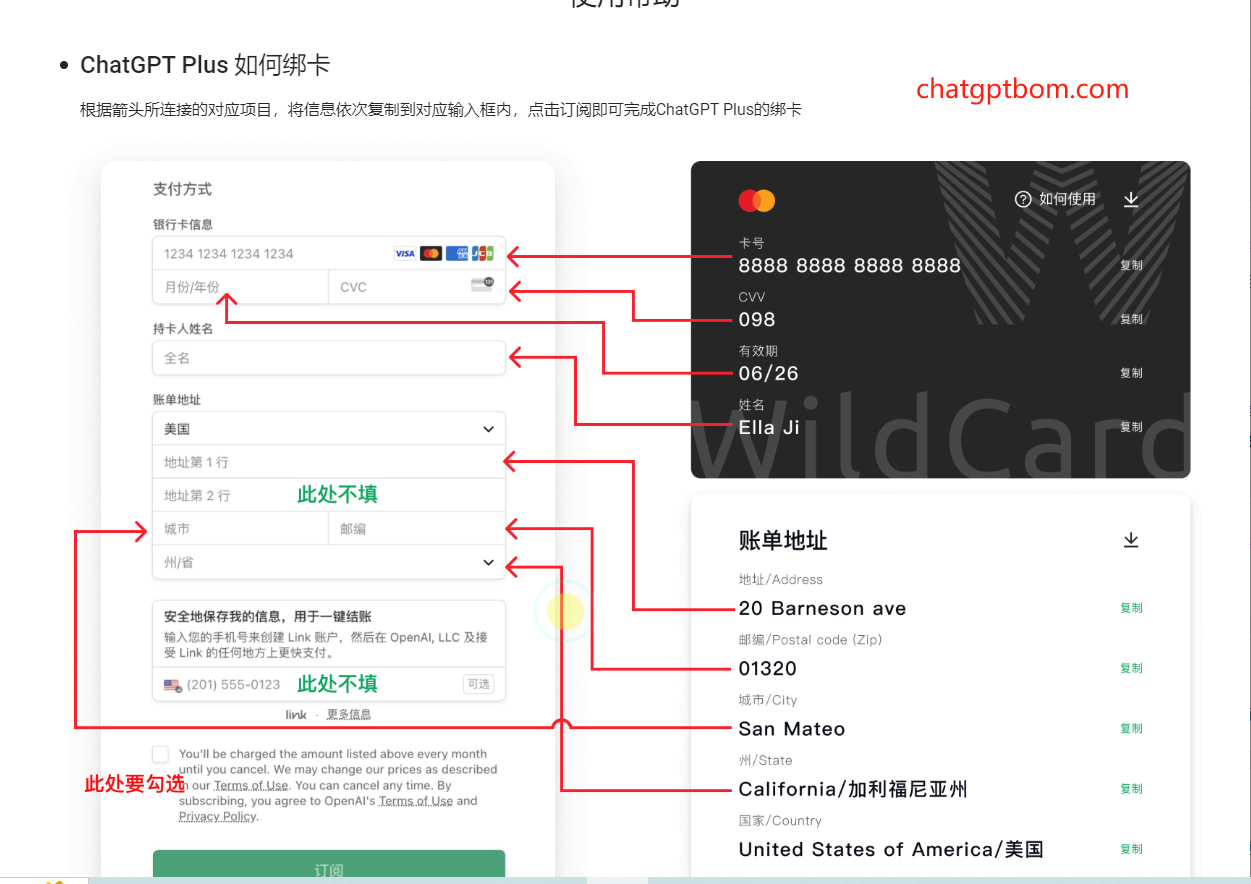 使用帮助
ChatGPT Plus 如何绑卡
chatgptbom.com
根据箭头所连接的对应项目，将信息依次复制到对应输入框内，点击订阅即可完成ChatGPT Plus的绑卡
支付方式
银行卡信息
1234 1234 1234 1234 VISA JCB
月份/年份 CVC
持卡人姓名
全名
账单地址
美国
地址第 1 行
地址第 2 行 此处不填
城市 邮编
州/省
安全地保存我的信息，用于一键结账
输入您的手机号来创建 Link 账户，然后在 OpenAI, LLC 及接
受 Link 的任何地方上更快支付。
(201) 555-0123 此处不填 可选
link · 更多信息
You'll be charged the amount listed above every month
until you cancel. We may change our prices as described
此处要勾选 in our Terms of Use. You can cancel any time. By
subscribing, you agree to OpenAI's Terms of Use and
Privacy Policy.
订阅
如何使用
卡号
8888 8888 8888 8888 复制
CVV
098 复制
有效期
06/26 复制
姓名
Ella Ji 复制
WildCard
账单地址
地址/Address
20 Barneson ave 复制
邮编/Postal code (Zip)
01320 复制
城市/City
San Mateo 复制
州/State
California/加利福尼亚州 复制
国家/Country
United States of America/美国 复制